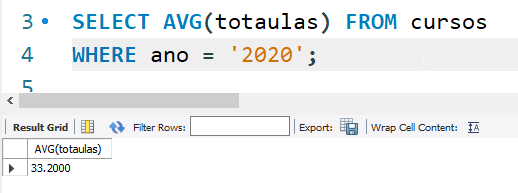 3 • SELECT AVG(totaulas) FROM cursos
4 WHERE ano = '2020';
5
Result Grid Filter Rows: Export: Wrap Cell Content:
AVG(totaulas)
33.2000